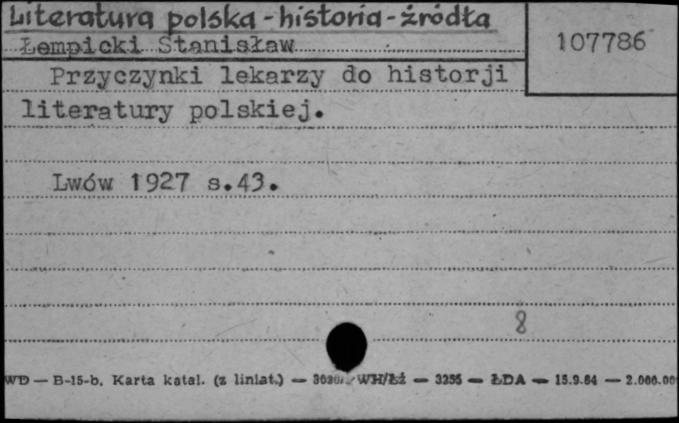 Literatura polska - historia - źródła
Łempicki Stanisław
107786
Przyczynki lekarzy do historji
literatury polskiej.
Lwów 1927 s.43.
8
WD — B-15-b. Karta katal. (z liniat.) — WH/Łż — 3255 — ŁDA — 15.9.64 — 2.000.00